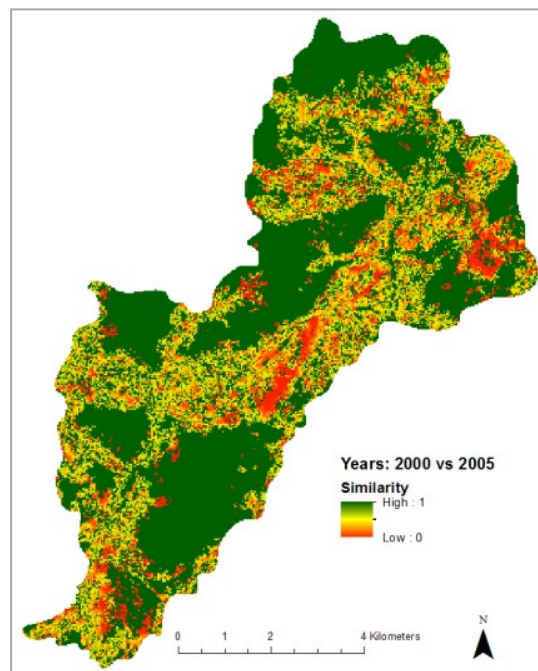 Years: 2000 vs 2005
Similarity
High : 1
Low : 0
N
0 1 2 4 Kilometers